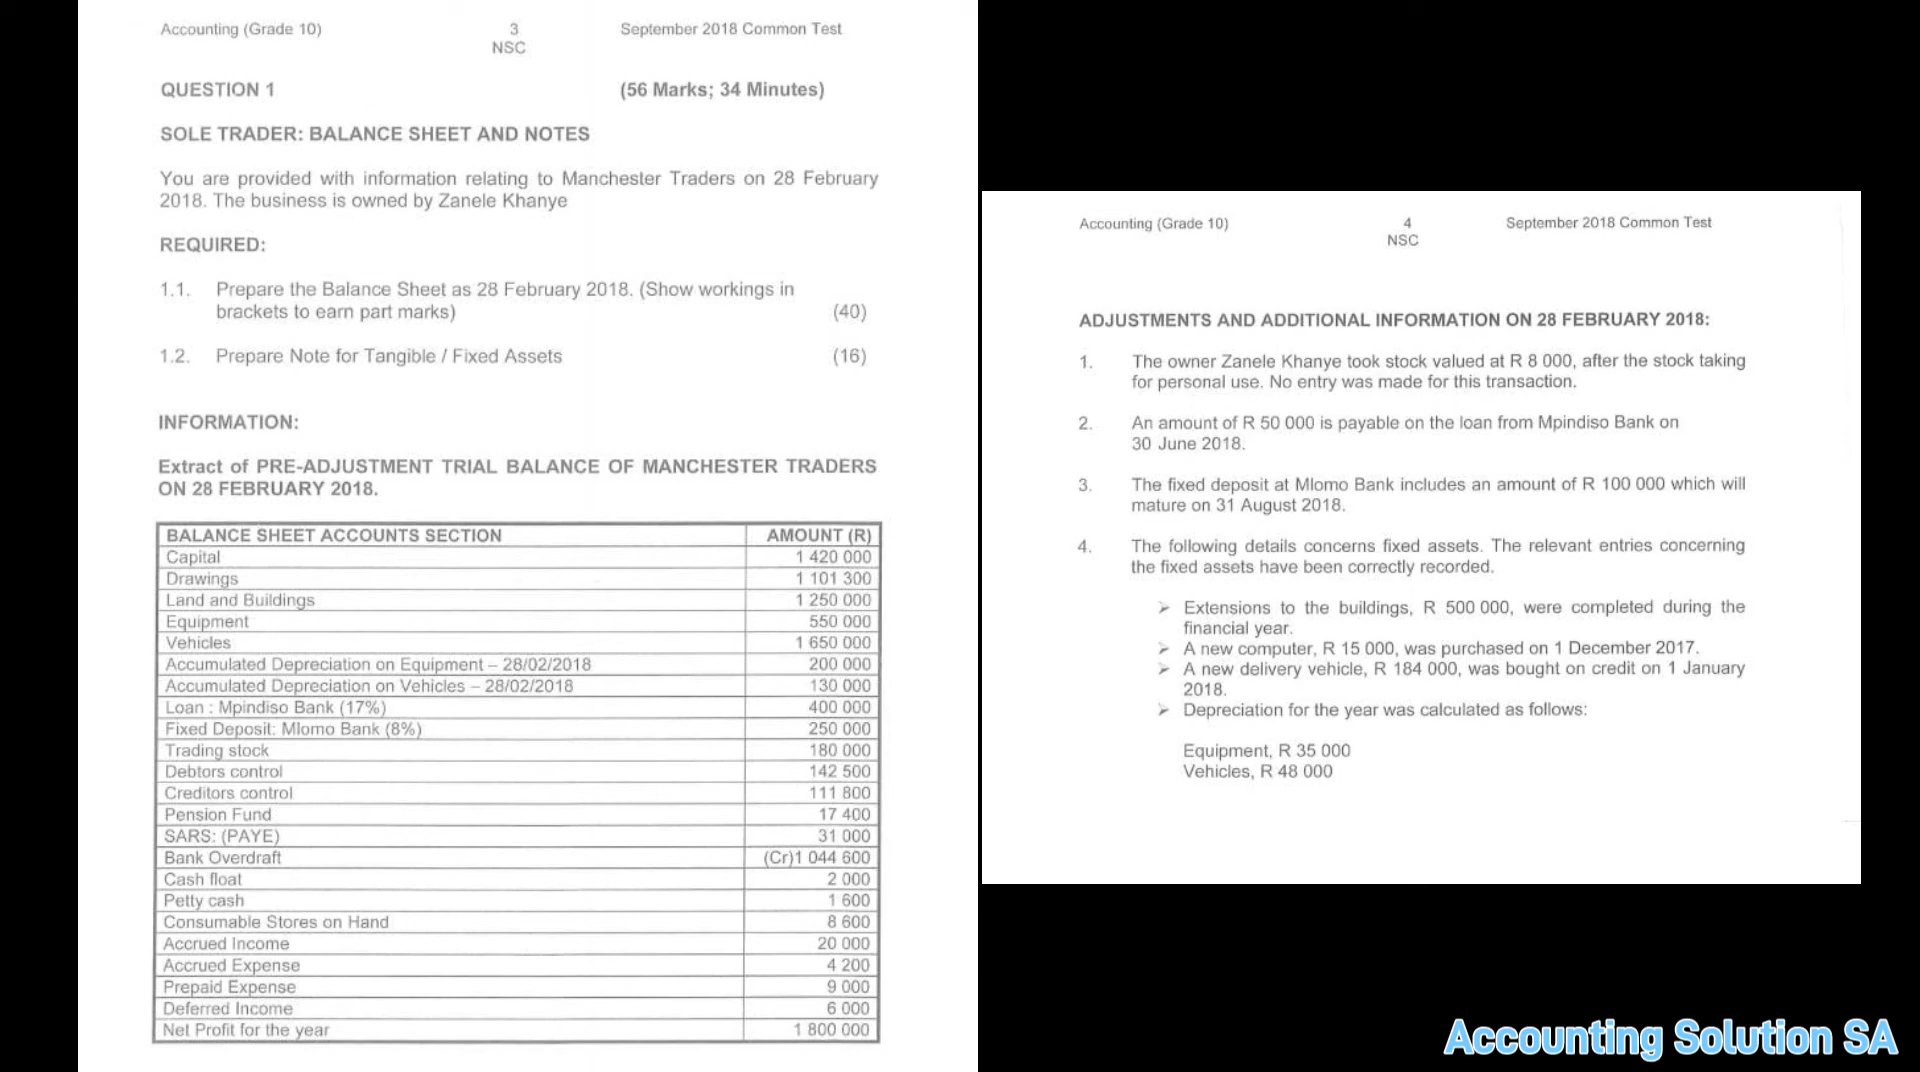 Accounting (Grade 10) 3 September 2018 Common Test
NSC
QUESTION 1 (56 Marks; 34 Minutes)
SOLE TRADER: BALANCE SHEET AND NOTES
You are provided with information relating to Manchester Traders on 28 February
2018. The business is owned by Zanele Khanye
REQUIRED:
1.1. Prepare the Balance Sheet as 28 February 2018. (Show workings in
brackets to earn part marks) (40)
1.2. Prepare Note for Tangible / Fixed Assets (16)
INFORMATION:
Extract of PRE-ADJUSTMENT TRIAL BALANCE OF MANCHESTER TRADERS
ON 28 FEBRUARY 2018.
BALANCE SHEET ACCOUNTS SECTION AMOUNT (R)
Capital 1 420 000
Drawings 1 101 300
Land and Buildings 1 250 000
Equipment 550 000
Vehicles 1 650 000
Accumulated Depreciation on Equipment – 28/02/2018 200 000
Accumulated Depreciation on Vehicles – 28/02/2018 130 000
Loan : Mpindiso Bank (17%) 400 000
Fixed Deposit: Mlomo Bank (8%) 250 000
Trading stock 180 000
Debtors control 142 500
Creditors control 111 800
Pension Fund 17 400
SARS: (PAYE) 31 000
Bank Overdraft (Cr)1 044 600
Cash float 2 000
Petty cash 1 600
Consumable Stores on Hand 8 600
Accrued Income 20 000
Accrued Expense 4 200
Prepaid Expense 9 000
Deferred Income 6 000
Net Profit for the year 1 800 000
Accounting (Grade 10) 4 September 2018 Common Test
NSC
ADJUSTMENTS AND ADDITIONAL INFORMATION ON 28 FEBRUARY 2018:
1. The owner Zanele Khanye took stock valued at R 8 000, after the stock taking
for personal use. No entry was made for this transaction.
2. An amount of R 50 000 is payable on the loan from Mpindiso Bank on
30 June 2018.
3. The fixed deposit at Mlomo Bank includes an amount of R 100 000 which will
mature on 31 August 2018.
4. The following details concerns fixed assets. The relevant entries concerning
the fixed assets have been correctly recorded.
➢ Extensions to the buildings, R 500 000, were completed during the
financial year.
➢ A new computer, R 15 000, was purchased on 1 December 2017.
➢ A new delivery vehicle, R 184 000, was bought on credit on 1 January
2018.
➢ Depreciation for the year was calculated as follows:
Equipment, R 35 000
Vehicles, R 48 000
Accounting Solution SA